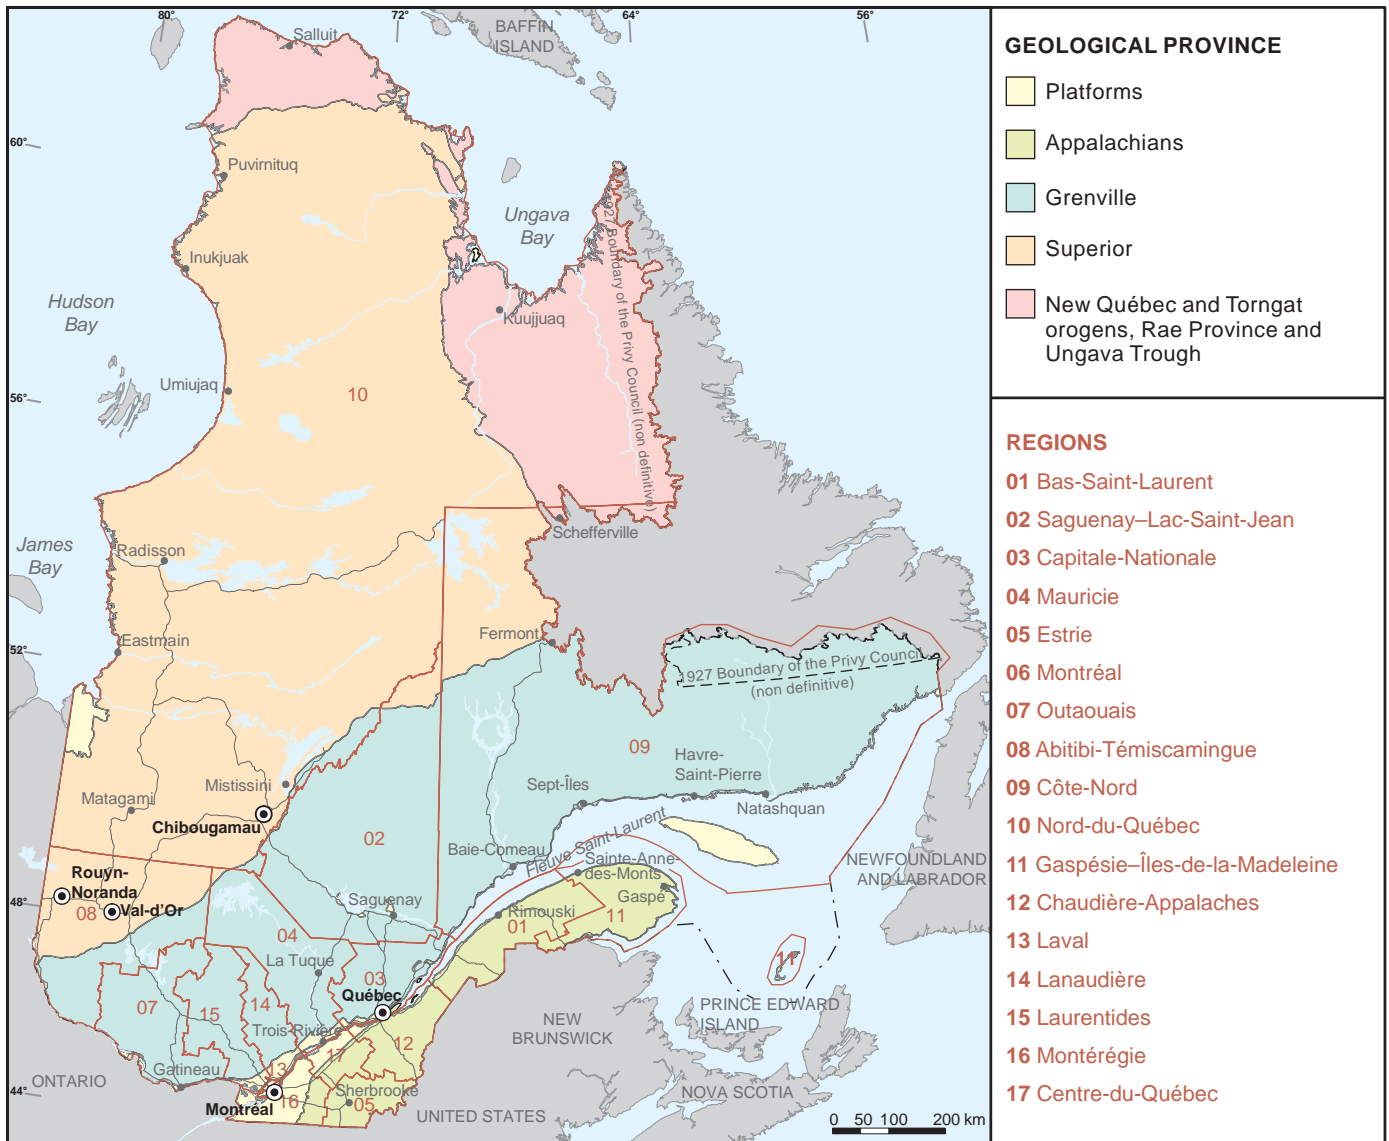 80°
72°
64°
56°
BAFFIN
ISLAND
Salluit
60°
Puvirnituq
Ungava
Bay
1927 Boundary of the Privy Council (non definitive)
Inukjuak
Hudson
Bay
Kuujjuaq
Umiujaq
10
56°
Schefferville
James
Bay
Radisson
Fermont
Eastmain
52°
1927 Boundary of the Privy Council
(non definitive)
09
Havre-
Saint-Pierre
Mistissini
Sept-Îles
Matagami
Natashquan
Chibougamau
02
Fleuve Saint-Laurent
Baie-Comeau
Sainte-Anne-
des-Monts
NEWFOUNDLAND
AND LABRADOR
Rouyn-
Noranda
Gaspé
48°
08
Val-d'Or
Saguenay
Rimouski
11
01
04
La Tuque
03
11
Québec
07
15
14
PRINCE EDWARD
ISLAND
Trois-Rivières
NEW
BRUNSWICK
12
17
13
Gatineau
ONTARIO
44°
Sherbrooke
NOVA SCOTIA
Montréal
16
05
UNITED STATES
0 50 100 200 km
GEOLOGICAL PROVINCE
Platforms
Appalachians
Grenville
Superior
New Québec and Torngat
orogens, Rae Province and
Ungava Trough
REGIONS
01 Bas-Saint-Laurent
02 Saguenay–Lac-Saint-Jean
03 Capitale-Nationale
04 Mauricie
05 Estrie
06 Montréal
07 Outaouais
08 Abitibi-Témiscamingue
09 Côte-Nord
10 Nord-du-Québec
11 Gaspésie–Îles-de-la-Madeleine
12 Chaudière-Appalaches
13 Laval
14 Lanaudière
15 Laurentides
16 Montérégie
17 Centre-du-Québec